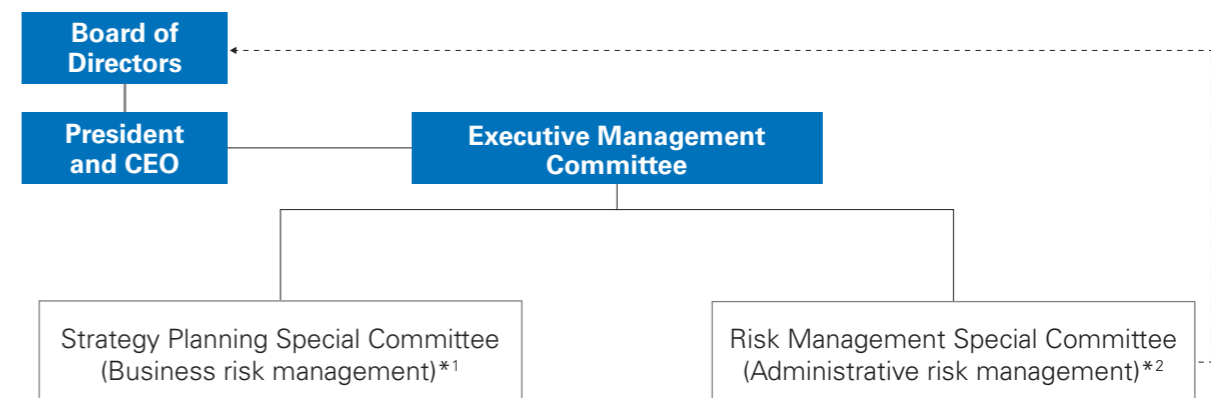 Board of
Directors
President
and CEO
Executive Management
Committee
Strategy Planning Special Committee
(Business risk management)*1
Risk Management Special Committee
(Administrative risk management)*2